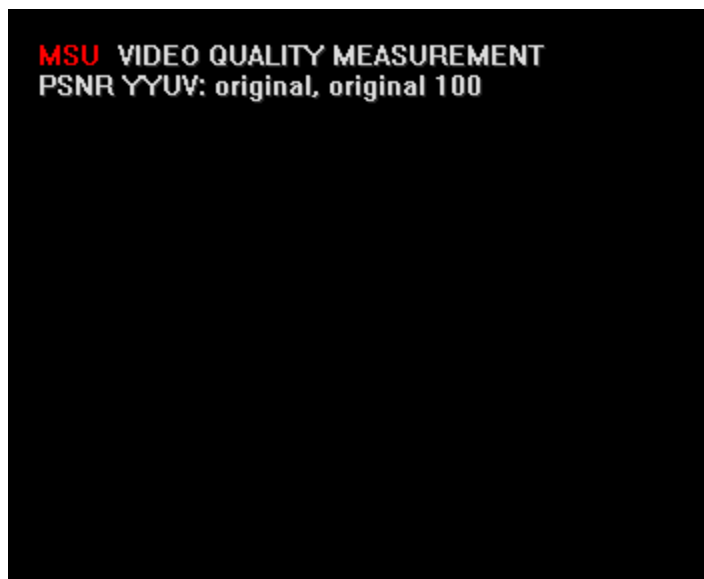 MSU VIDEO QUALITY MEASUREMENT
PSNR YYUV: original, original 100